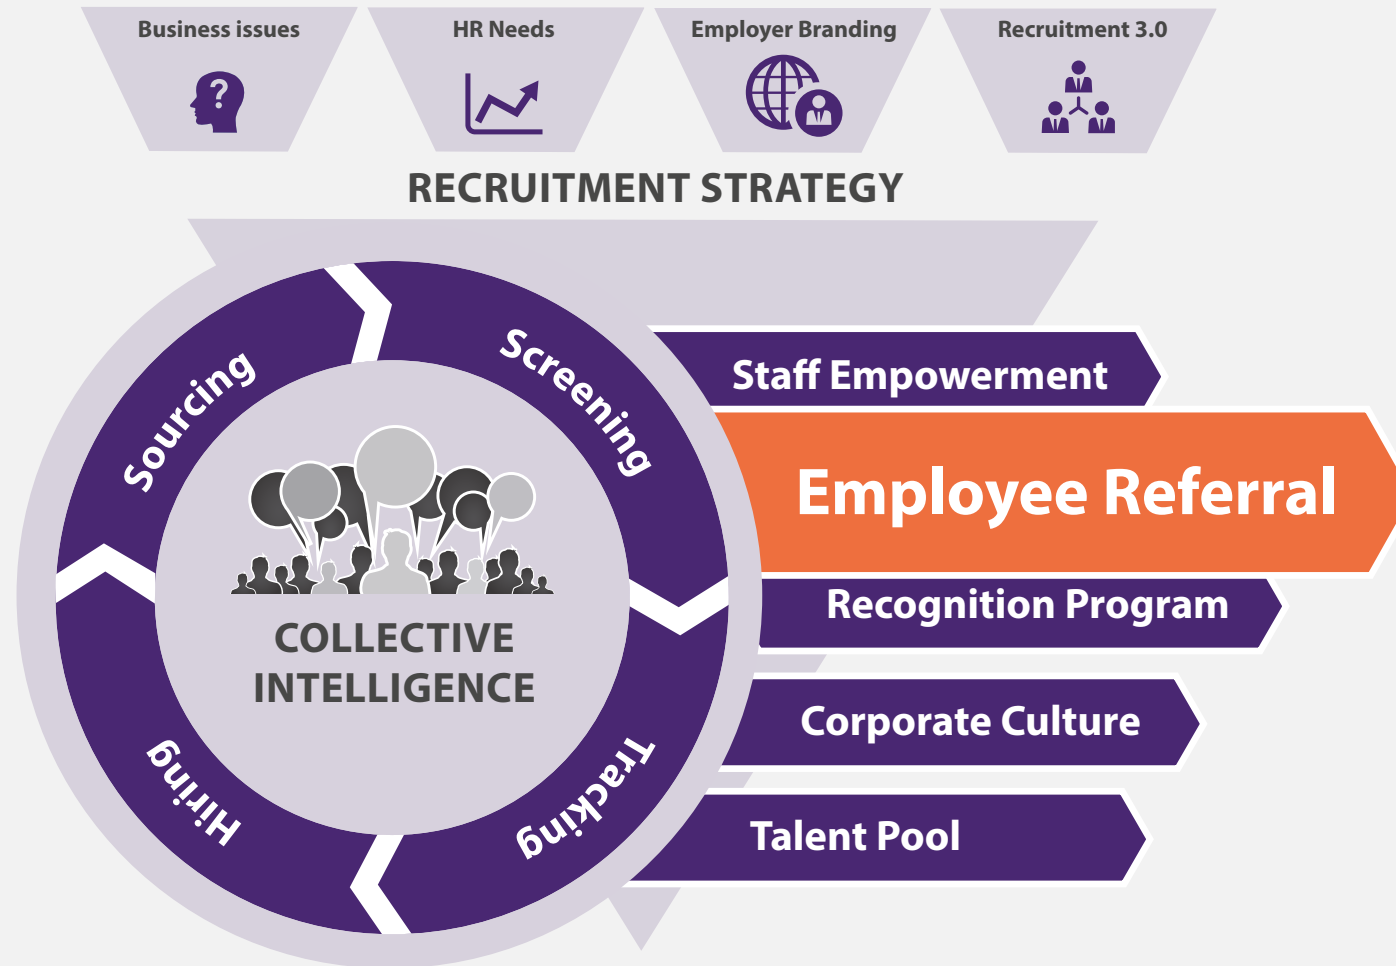 Business issues
HR Needs
Employer Branding
Recruitment 3.0
?
RECRUITMENT STRATEGY
Sourcing
Screening
Tracking
Hiring
COLLECTIVE
INTELLIGENCE
Staff Empowerment
Employee Referral
Recognition Program
Corporate Culture
Talent Pool